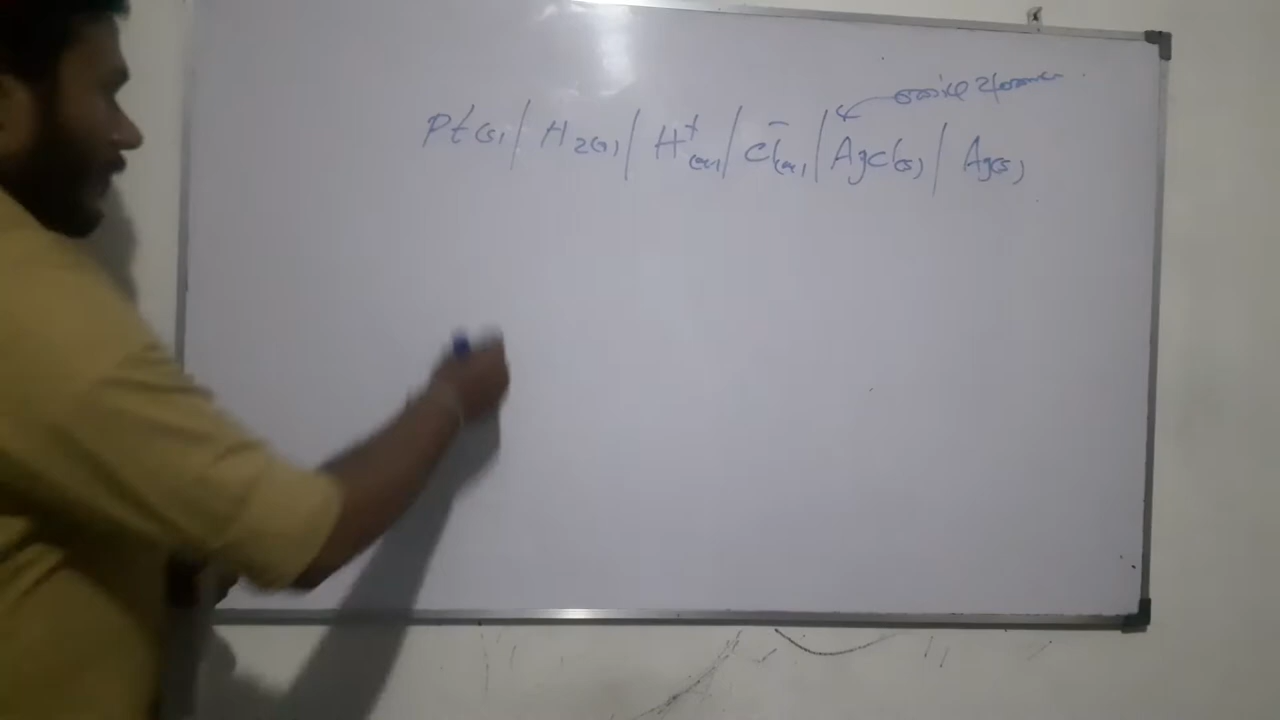 Pt(s) / H2(g) / H+(aq) / Cl-(aq) / AgCl(s) / Ag(s)